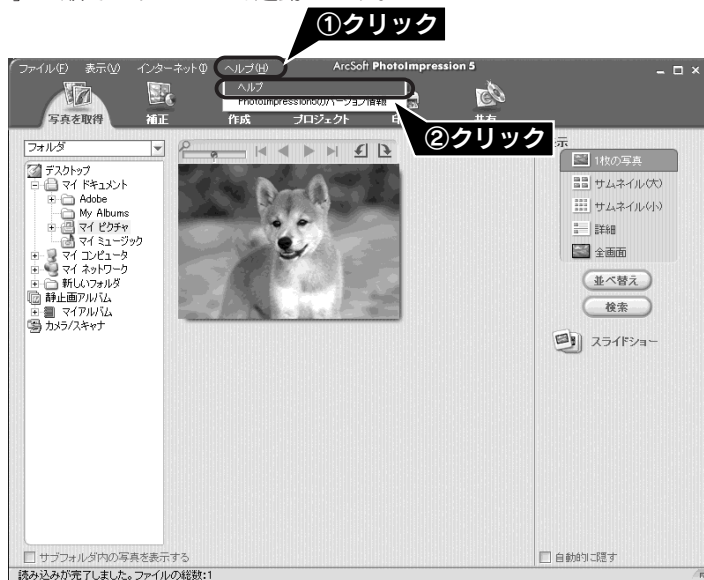 ①クリック
ファイル(F) 表示(V) インターネット(I) ヘルプ(H) ArcSoft PhotoImpression 5
ヘルプ
PhotoImpression5のバージョン情報
②クリック
写真を取得 補正 作成 プロジェクト 共有
フォルダ
デスクトップ
マイ ドキュメント
Adobe
My Albums
マイ ピクチャ
マイ ミュージック
マイ コンピュータ
マイ ネットワーク
新しいフォルダ
静止画アルバム
マイアルバム
カメラ/スキャナ
1枚の写真
サムネイル(大)
サムネイル(小)
詳細
全画面
並べ替え
検索
スライドショー
サブフォルダ内の写真を表示する
自動的に隠す
読み込みが完了しました。ファイルの総数:1